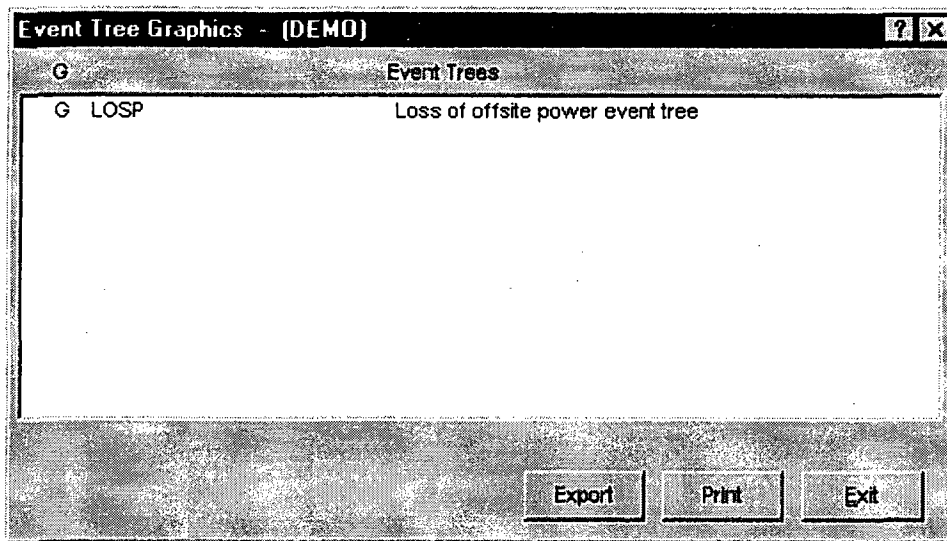 Event Tree Graphics - (DEMO)
G Event Trees
G LOSP Loss of offsite power event tree
Export Print Exit